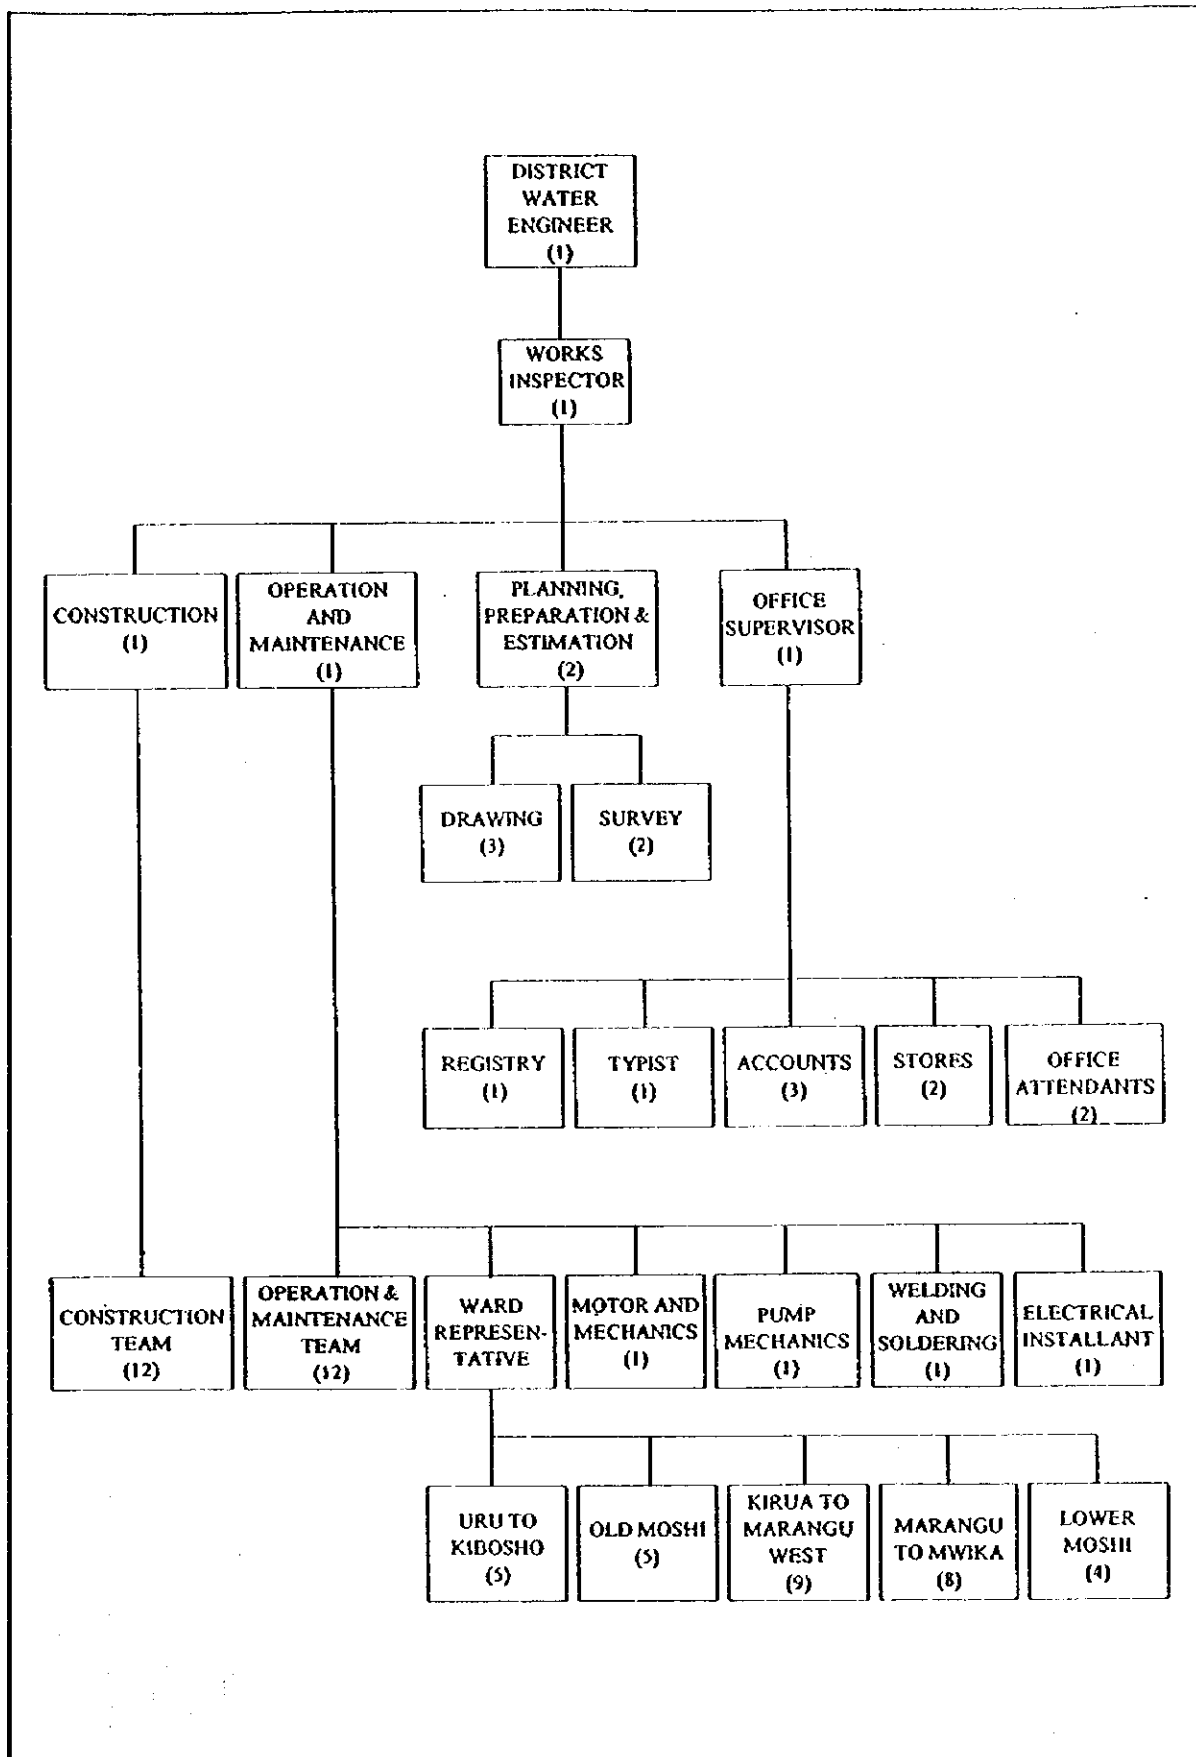 DISTRICT
WATER
ENGINEER
(1)
WORKS
INSPECTOR
(1)
CONSTRUCTION
(1)
OPERATION
AND
MAINTENANCE
(1)
PLANNING,
PREPARATION &
ESTIMATION
(2)
OFFICE
SUPERVISOR
(1)
DRAWING
(3)
SURVEY
(2)
REGISTRY
(1)
TYPIST
(1)
ACCOUNTS
(3)
STORES
(2)
OFFICE
ATTENDANTS
(2)
CONSTRUCTION
TEAM
(12)
OPERATION &
MAINTENANCE
TEAM
(12)
WARD
REPRESEN-
TATIVE
MOTOR AND
MECHANICS
(1)
PUMP
MECHANICS
(1)
WELDING
AND
SOLDERING
(1)
ELECTRICAL
INSTALLANT
(1)
URU TO
KIBOSHO
(5)
OLD MOSHI
(5)
KIRUA TO
MARANGU
WEST
(9)
MARANGU
TO MWIKA
(8)
LOWER
MOSHI
(4)